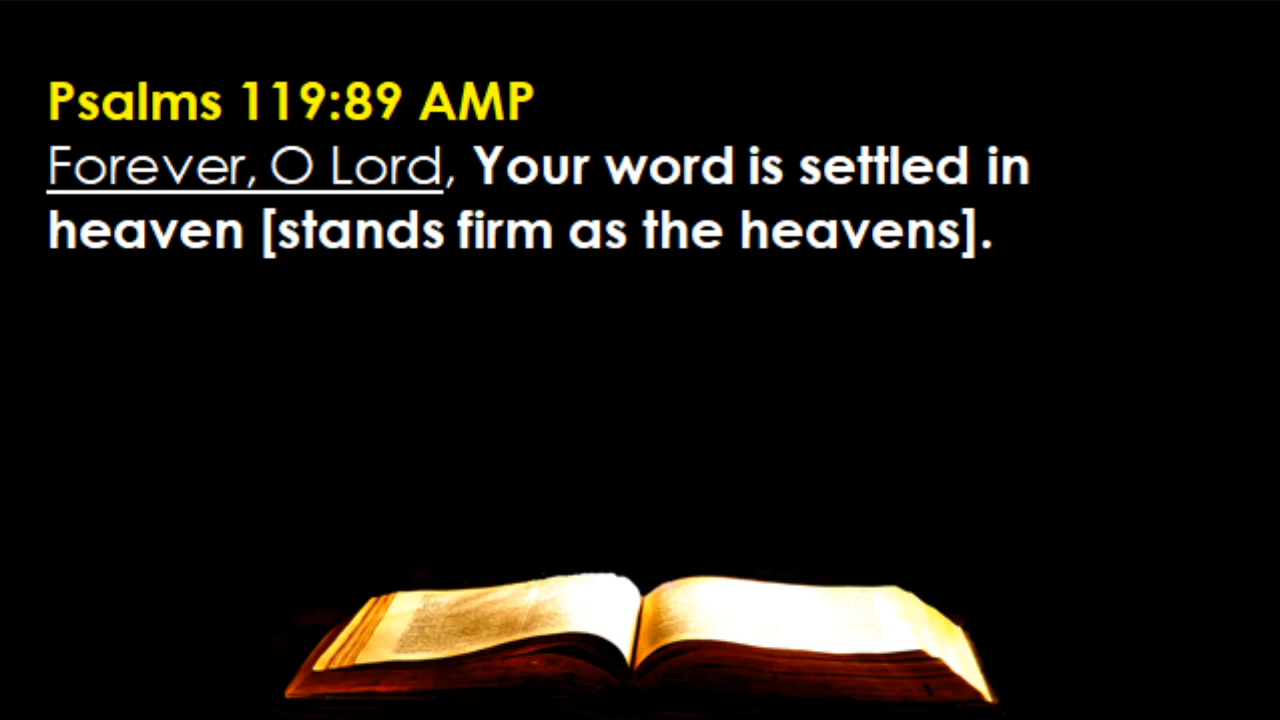 Psalms 119:89 AMP
Forever, O Lord, Your word is settled in
heaven [stands firm as the heavens].